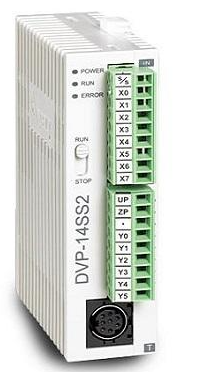 IN
POWER
RUN
ERROR
S/S
X0
X1
X2
X3
X4
X5
X6
X7
RUN
STOP
DVP-14SS2
UP
ZP
•
Y0
Y1
Y2
Y3
Y4
Y5
T